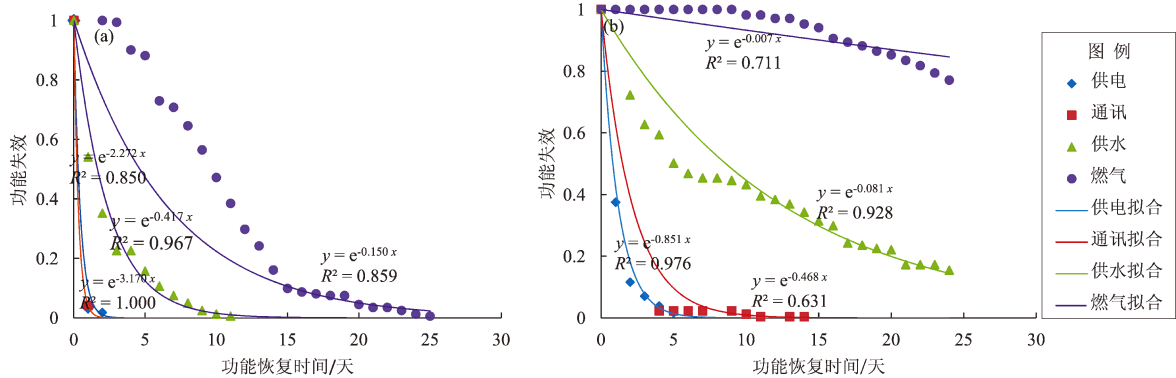 (a)
1
0.8
0.6
0.4
0.2
0
功能失效
y = e-2.272 x
R² = 0.850
y = e-0.417 x
R² = 0.967
y = e-3.170 x
R² = 1.000
y = e-0.150 x
R² = 0.859
0 5 10 15 20 25 30
功能恢复时间/天
(b)
1
0.8
0.6
0.4
0.2
0
功能失效
y = e-0.007 x
R² = 0.711
y = e-0.081 x
R² = 0.928
y = e-0.851 x
R² = 0.976
y = e-0.468 x
R² = 0.631
0 5 10 15 20 25 30
功能恢复时间/天
图 例
供电
通讯
供水
燃气
供电拟合
通讯拟合
供水拟合
燃气拟合